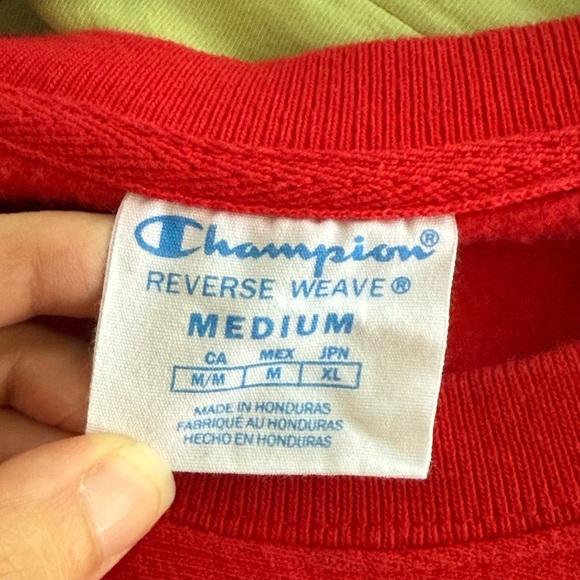 Champion®
REVERSE WEAVE®
MEDIUM
CA MEX JPN
M/M M XL
MADE IN HONDURAS
FABRIQUÉ AU HONDURAS
HECHO EN HONDURAS